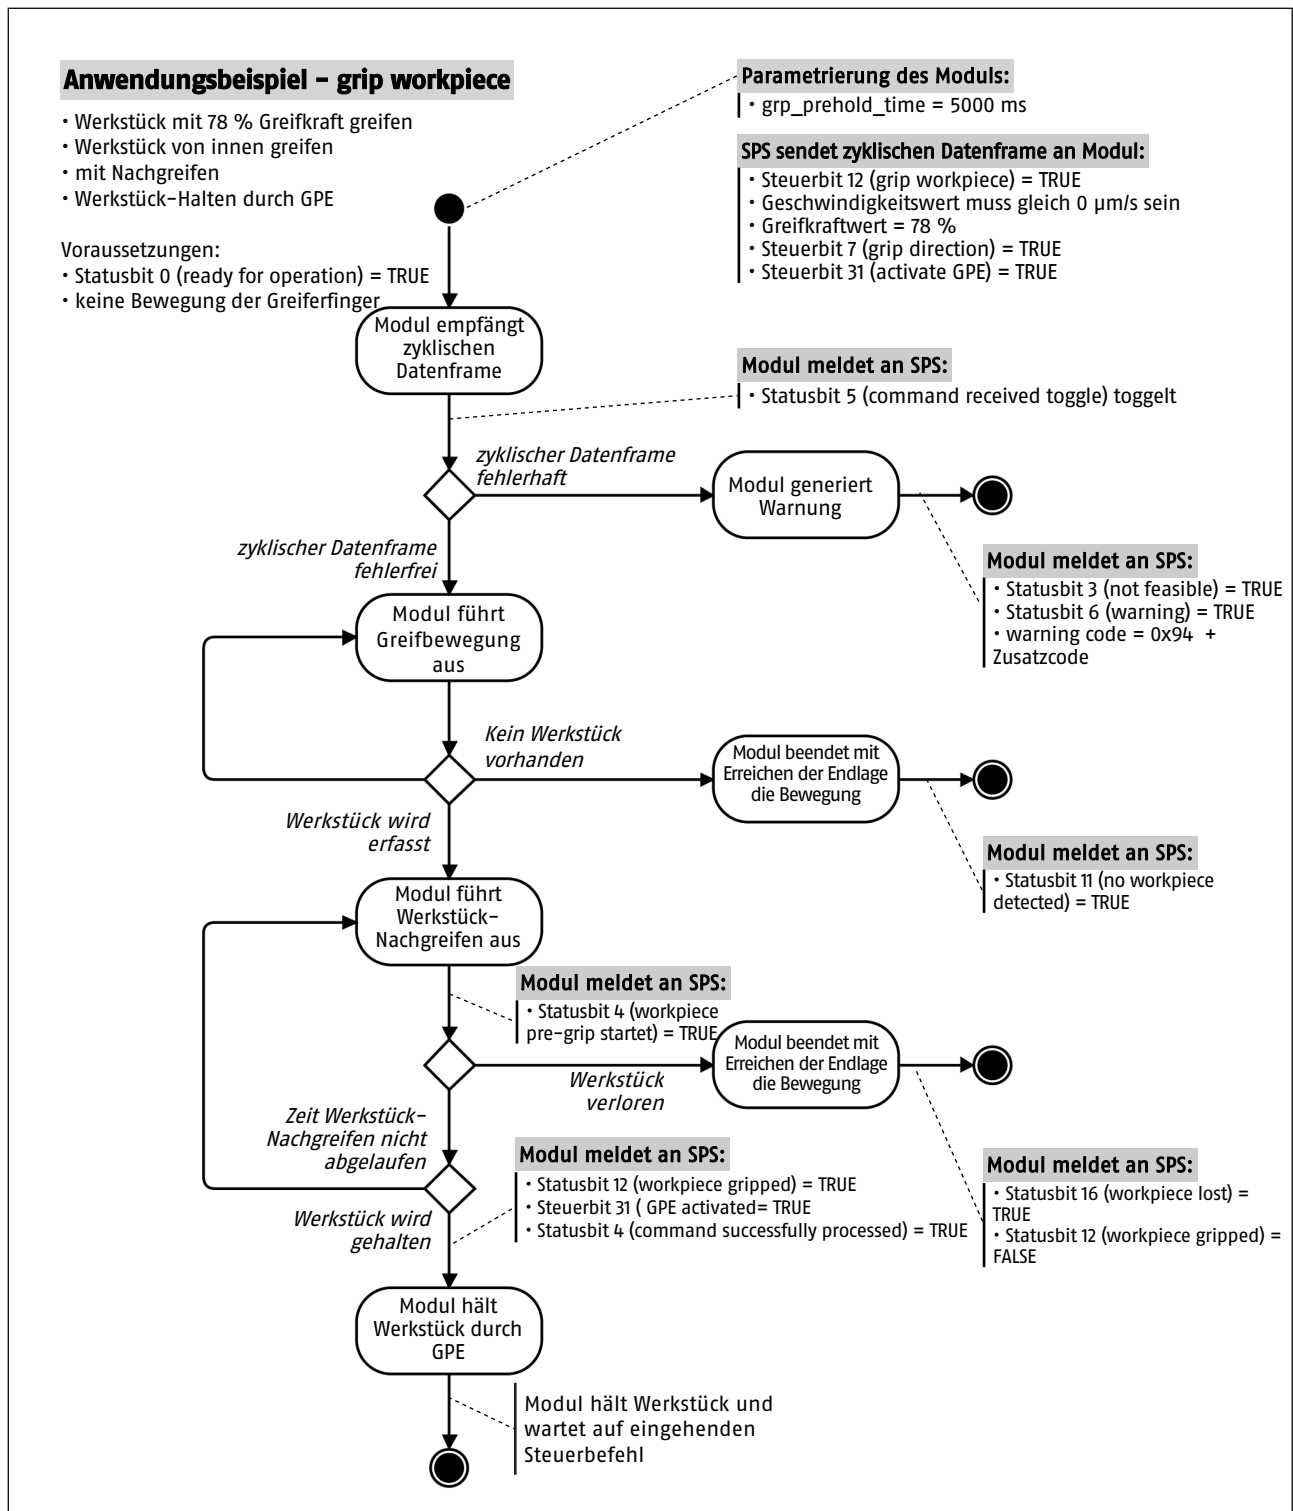 Anwendungsbeispiel – grip workpiece
• Werkstück mit 78 % Greifkraft greifen
• Werkstück von innen greifen
• mit Nachgreifen
• Werkstück-Halten durch GPE
Voraussetzungen:
• Statusbit 0 (ready for operation) = TRUE
• keine Bewegung der Greiferfinger
Parametrierung des Moduls:
• grp_prehold_time = 5000 ms
SPS sendet zyklischen Datenframe an Modul:
• Steuerbit 12 (grip workpiece) = TRUE
• Geschwindigkeitswert muss gleich 0 µm/s sein
• Greifkraftwert = 78 %
• Steuerbit 7 (grip direction) = TRUE
• Steuerbit 31 (activate GPE) = TRUE
Modul empfängt
zyklischen
Datenframe
Modul meldet an SPS:
• Statusbit 5 (command received toggle) toggelt
zyklischer Datenframe
fehlerhaft
Modul generiert
Warnung
zyklischer Datenframe
fehlerfrei
Modul meldet an SPS:
• Statusbit 3 (not feasible) = TRUE
• Statusbit 6 (warning) = TRUE
• warning code = 0x94 +
Zusatzcode
Modul führt
Greifbewegung
aus
Kein Werkstück
vorhanden
Modul beendet mit
Erreichen der Endlage
die Bewegung
Werkstück wird
erfasst
Modul meldet an SPS:
• Statusbit 11 (no workpiece
detected) = TRUE
Modul führt
Werkstück-
Nachgreifen aus
Modul meldet an SPS:
• Statusbit 4 (workpiece
pre-grip startet) = TRUE
Modul beendet mit
Erreichen der Endlage
die Bewegung
Werkstück
verloren
Zeit Werkstück-
Nachgreifen nicht
abgelaufen
Modul meldet an SPS:
• Statusbit 12 (workpiece gripped) = TRUE
• Steuerbit 31 ( GPE activated= TRUE
• Statusbit 4 (command successfully processed) = TRUE
Modul meldet an SPS:
• Statusbit 16 (workpiece lost) =
TRUE
• Statusbit 12 (workpiece gripped) =
FALSE
Werkstück wird
gehalten
Modul hält
Werkstück durch
GPE
Modul hält Werkstück und
wartet auf eingehenden
Steuerbefehl